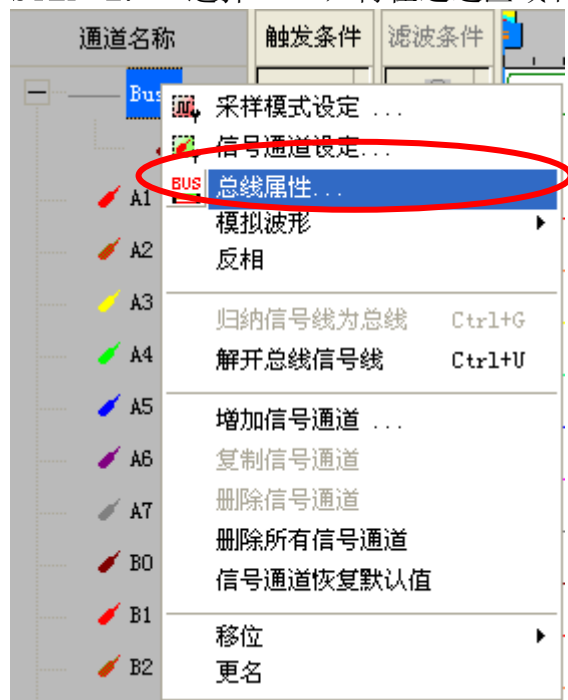 通道名称 触发条件 滤波条件
Bus
采样模式设定 ...
信号通道设定...
BUS 总线属性...
A1
模拟波形
A2
反相
A3
归纳信号线为总线 Ctrl+G
A4
解开总线信号线 Ctrl+U
A5
增加信号通道 ...
A6
复制信号通道
A7
删除信号通道
删除所有信号通道
B0
信号通道恢复默认值
B1
移位
B2
更名